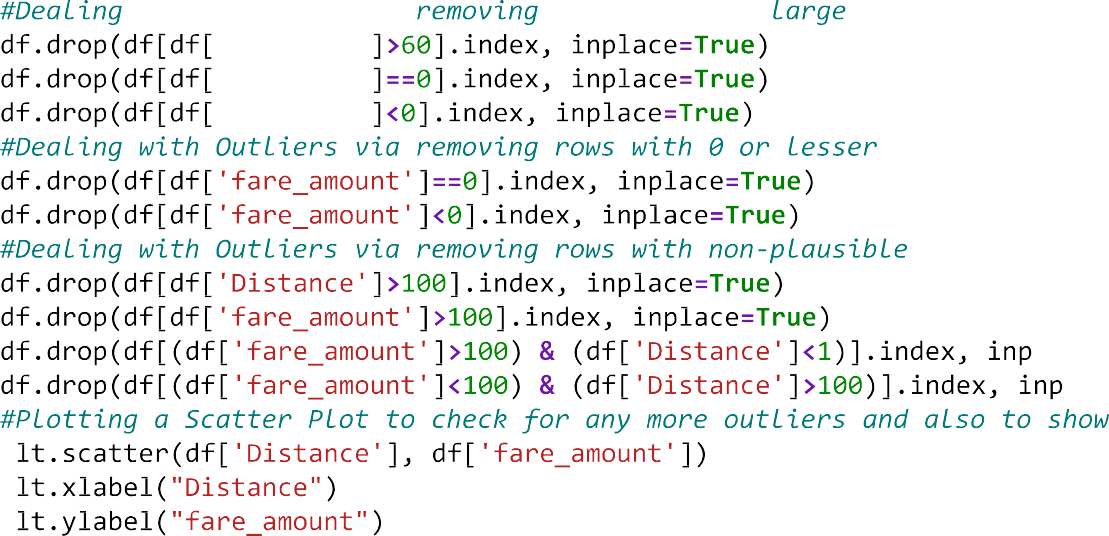 #Dealing removing large
df.drop(df[df[ ]>60].index, inplace=True)
df.drop(df[df[ ]==0].index, inplace=True)
df.drop(df[df[ ]<0].index, inplace=True)
#Dealing with Outliers via removing rows with 0 or lesser
df.drop(df[df['fare_amount']==0].index, inplace=True)
df.drop(df[df['fare_amount']<0].index, inplace=True)
#Dealing with Outliers via removing rows with non-plausible
df.drop(df[df['Distance']>100].index, inplace=True)
df.drop(df[df['fare_amount']>100].index, inplace=True)
df.drop(df[(df['fare_amount']>100) & (df['Distance']<1)].index, inp
df.drop(df[(df['fare_amount']<100) & (df['Distance']>100)].index, inp
#Plotting a Scatter Plot to check for any more outliers and also to show
lt.scatter(df['Distance'], df['fare_amount'])
lt.xlabel("Distance")
lt.ylabel("fare_amount")